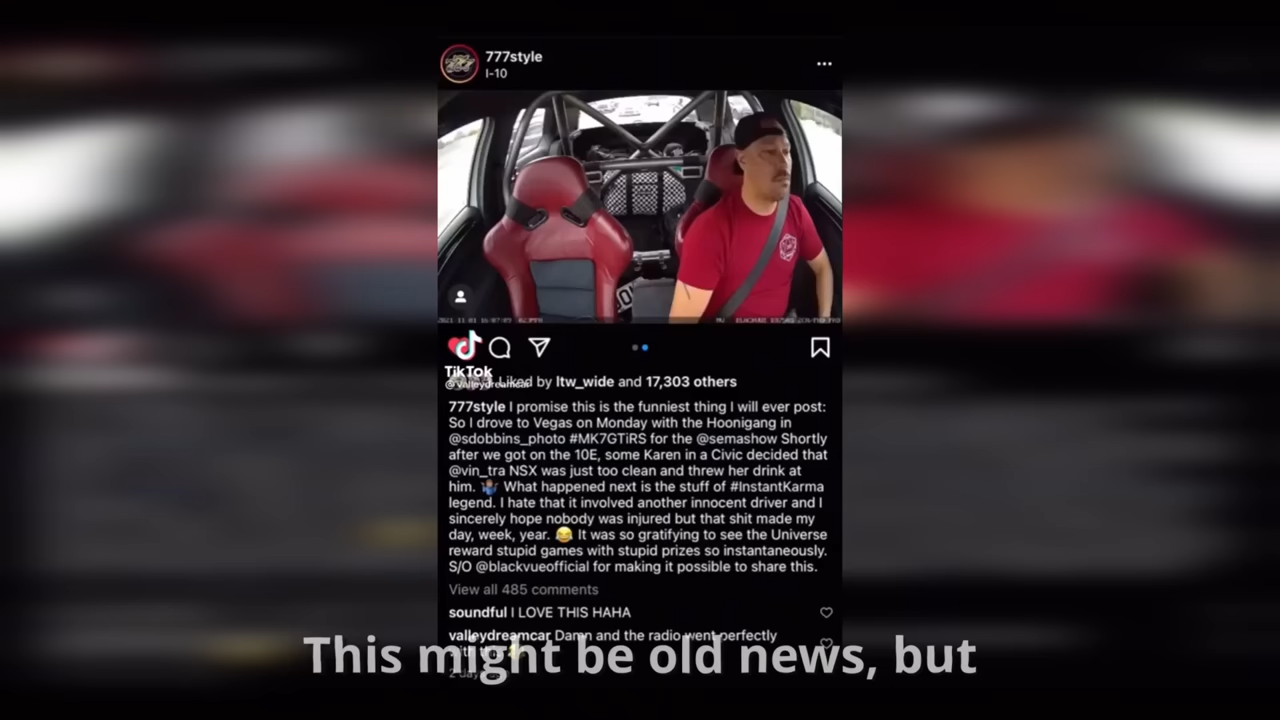 777style
I-10
TikTok
Liked by ltw_wide and 17,303 others
777style I promise this is the funniest thing I will ever post:
So I drove to Vegas on Monday with the Hoonigang in
@sdobbins_photo #MK7GTiRS for the @semashow Shortly
after we got on the 10E, some Karen in a Civic decided that
@vin_tra NSX was just too clean and threw her drink at
him. 🤷🏽‍♂️ What happened next is the stuff of #InstantKarma
legend. I hate that it involved another innocent driver and I
sincerely hope nobody was injured but that shit made my
day, week, year. 😂 It was so gratifying to see the Universe
reward stupid games with stupid prizes so instantaneously.
S/O @blackvueofficial for making it possible to share this.
View all 485 comments
soundful I LOVE THIS HAHA
valleydreamcar Damn and the radio went perfectly
This might be old news, but